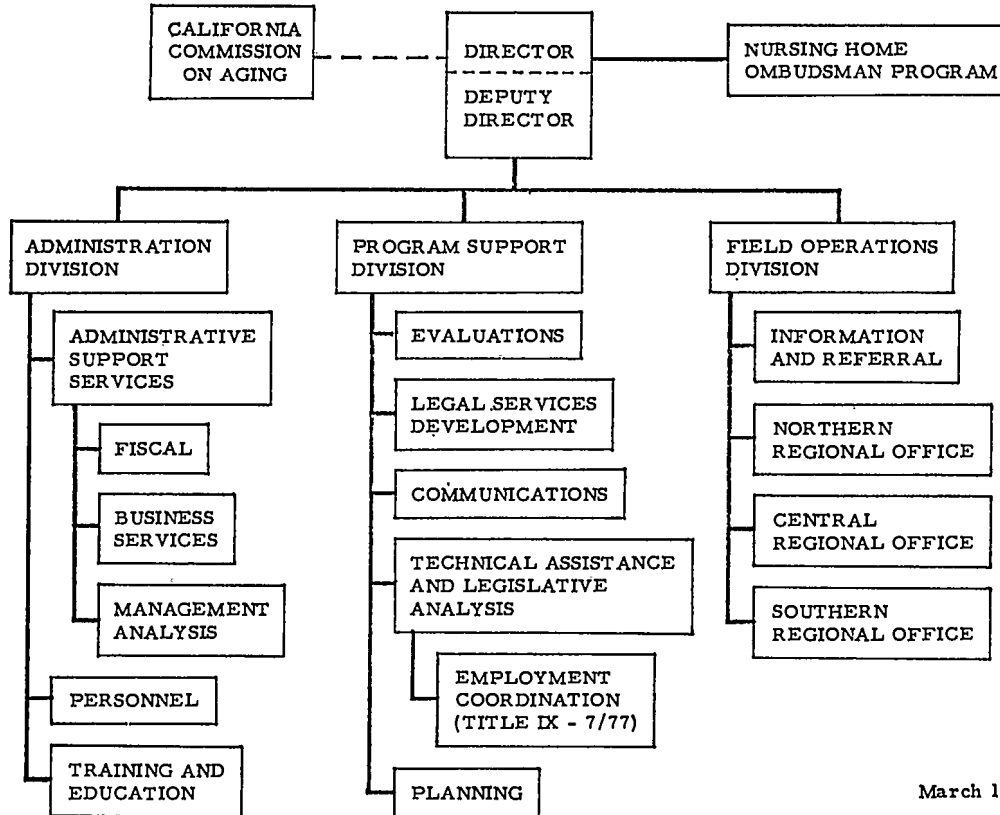 CALIFORNIA
COMMISSION
ON AGING
DIRECTOR
DEPUTY
DIRECTOR
NURSING HOME
OMBUDSMAN PROGRAM
ADMINISTRATION
DIVISION
ADMINISTRATIVE
SUPPORT
SERVICES
FISCAL
BUSINESS
SERVICES
MANAGEMENT
ANALYSIS
PERSONNEL
TRAINING AND
EDUCATION
PROGRAM SUPPORT
DIVISION
EVALUATIONS
LEGAL SERVICES
DEVELOPMENT
COMMUNICATIONS
TECHNICAL ASSISTANCE
AND LEGISLATIVE
ANALYSIS
EMPLOYMENT
COORDINATION
(TITLE IX - 7/77)
PLANNING
FIELD OPERATIONS
DIVISION
INFORMATION
AND REFERRAL
NORTHERN
REGIONAL OFFICE
CENTRAL
REGIONAL OFFICE
SOUTHERN
REGIONAL OFFICE
March 1